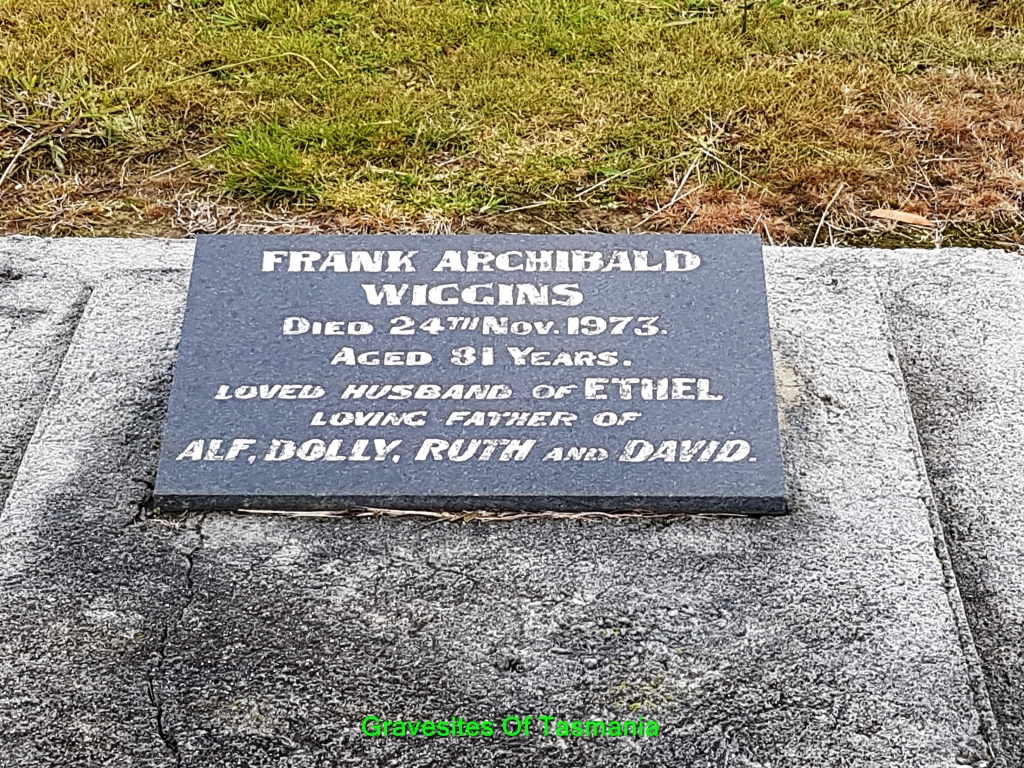 FRANK ARCHIBALD
WIGGINS
DIED 24TH NOV. 1973.
AGED 81 YEARS.
LOVED HUSBAND OF ETHEL
LOVING FATHER OF
ALF, DOLLY, RUTH AND DAVID.
Gravesites Of Tasmania